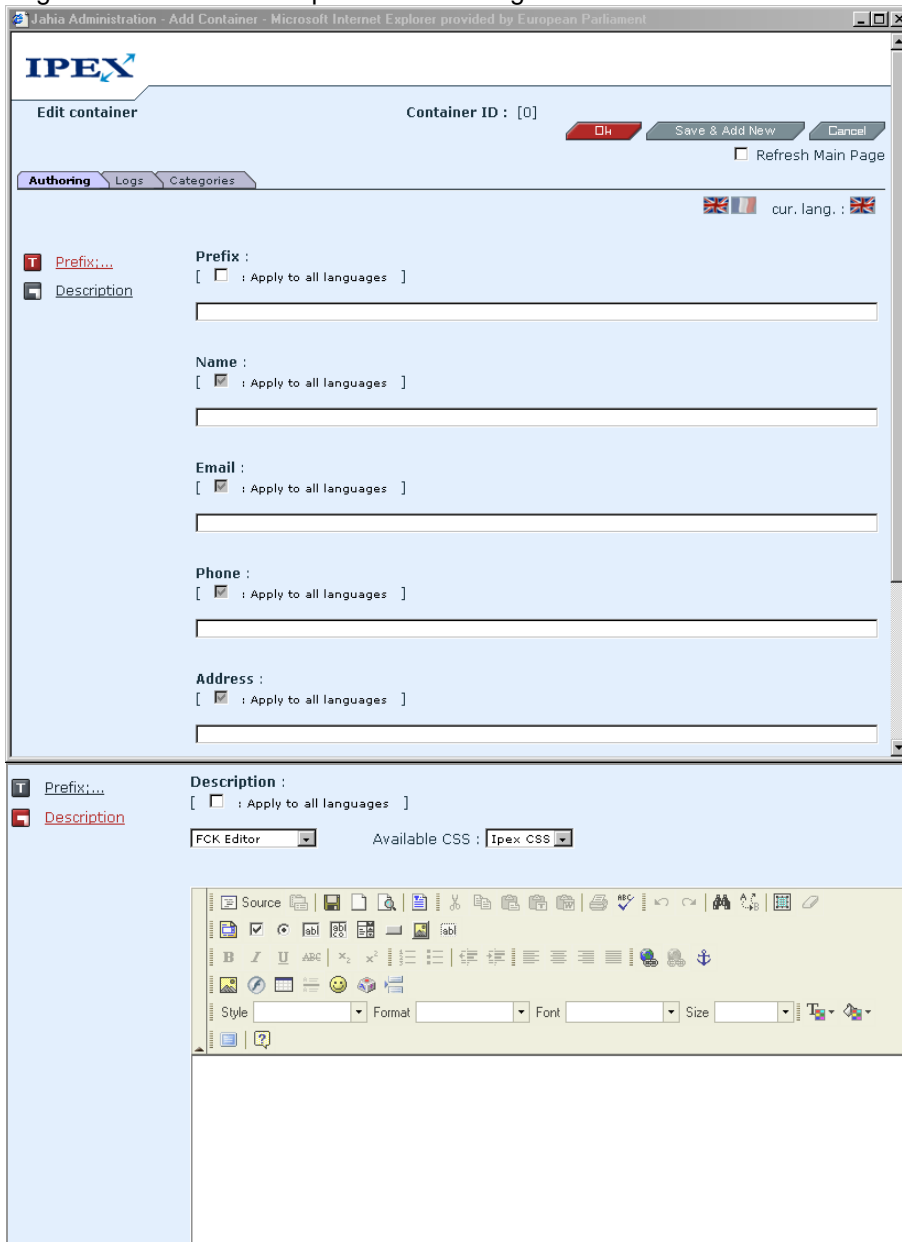 Jahia Administration - Add Container - Microsoft Internet Explorer provided by European Parliament
IPEX
Edit container Container ID : [0]
Ok Save & Add New Cancel
Refresh Main Page
Authoring Logs Categories
cur. lang. :
Prefix;...
Description
Prefix :
[ : Apply to all languages ]
Name :
[ : Apply to all languages ]
Email :
[ : Apply to all languages ]
Phone :
[ : Apply to all languages ]
Address :
[ : Apply to all languages ]
Prefix;...
Description
Description :
[ : Apply to all languages ]
FCK Editor Available CSS : Ipex CSS
Source
B I U ABC
Style Format Font Size